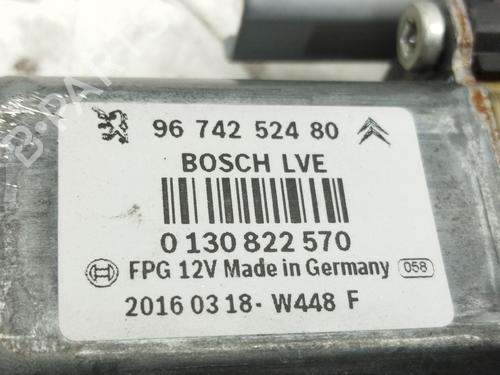 96 742 524 80
BOSCH LVE
0 130 822 570
FPG 12V Made in Germany 058
2016 03 18- W448 F
B-PARTS